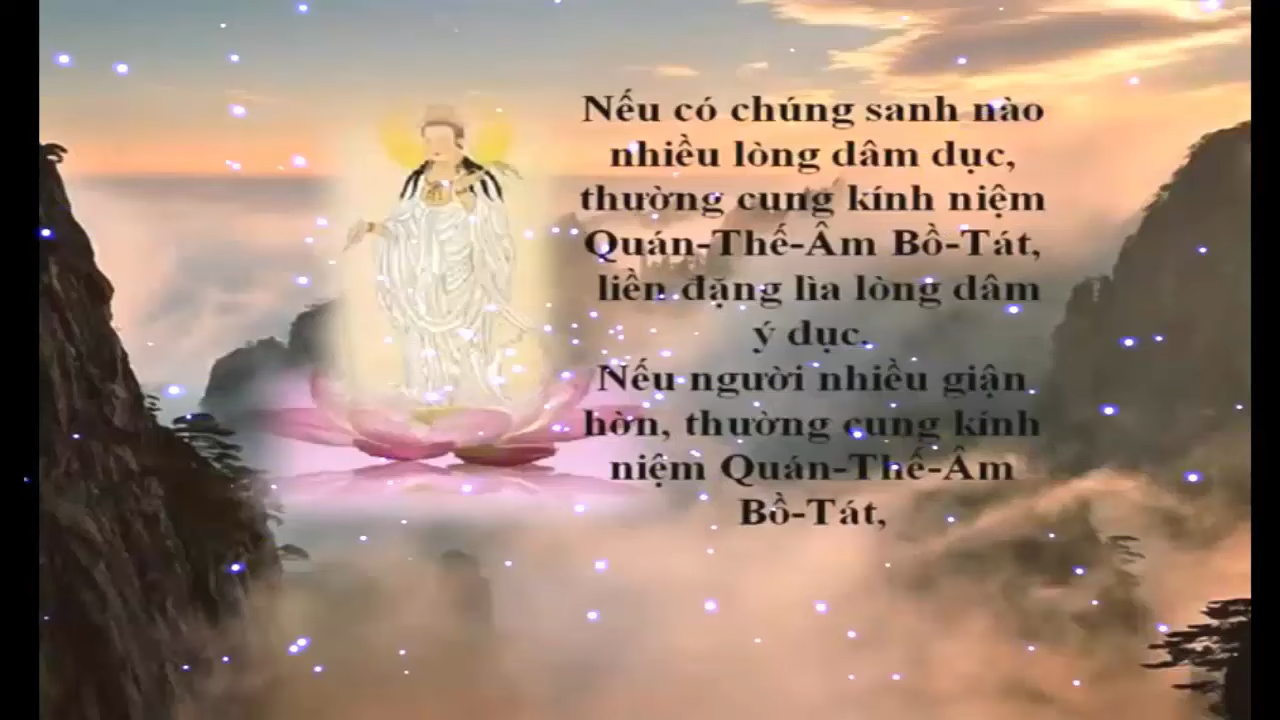 Nếu có chúng sanh nào
nhiều lòng dâm dục,
thường cung kính niệm
Quán-Thế-Âm Bồ-Tát,
liền đặng lìa lòng dâm
ý dục.
Nếu người nhiều giận
hờn, thường cung kính
niệm Quán-Thế-Âm
Bồ-Tát,